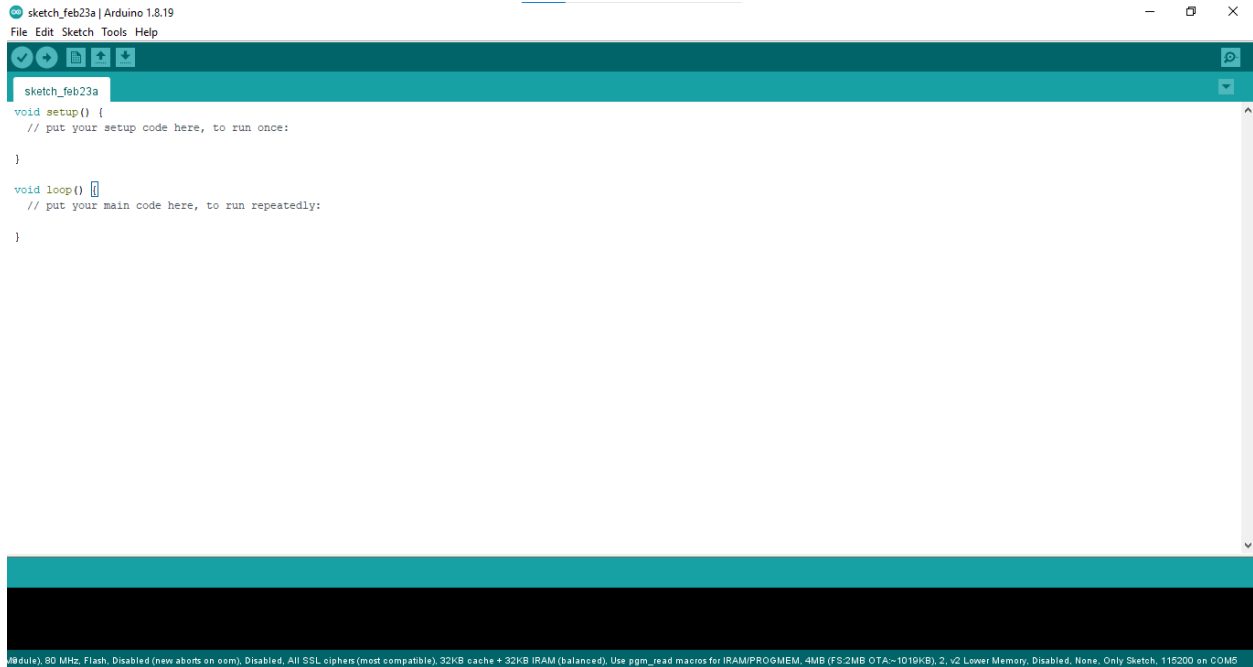 sketch_feb23a | Arduino 1.8.19
File Edit Sketch Tools Help
sketch_feb23a
void setup() {
  // put your setup code here, to run once:
}
void loop() {
  // put your main code here, to run repeatedly:
}
dule), 80 MHz, Flash, Disabled (new aborts on oom), Disabled, All SSL ciphers (most compatible), 32KB cache + 32KB IRAM (balanced), Use pgm_read macros for IRAM/PROGMEM, 4MB (FS:2MB OTA:~1019KB), 2, v2 Lower Memory, Disabled, None, Only Sketch, 115200 on COM5